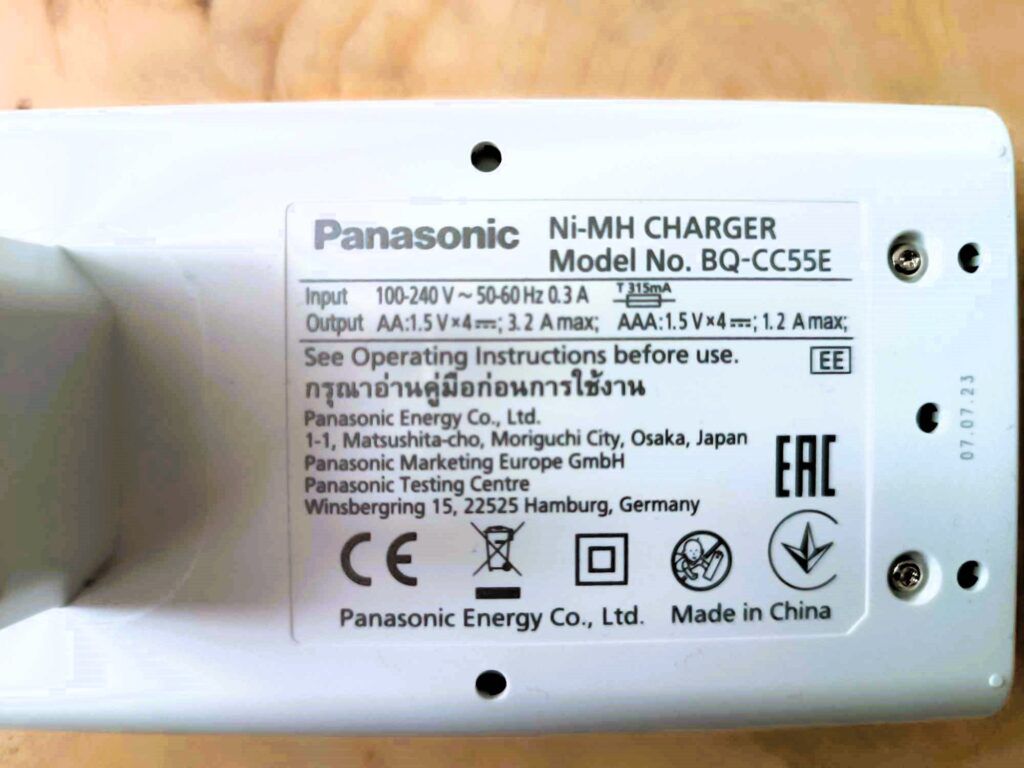 Panasonic
Ni-MH CHARGER
Model No. BQ-CC55E
Input 100-240 V ~ 50-60 Hz 0.3 A T 315mA
Output AA:1.5 V×4⎓; 3.2 A max; AAA:1.5 V×4⎓; 1.2 A max;
See Operating Instructions before use. EE
กรุณาอ่านคู่มือก่อนการใช้งาน
Panasonic Energy Co., Ltd.
1-1, Matsushita-cho, Moriguchi City, Osaka, Japan
Panasonic Marketing Europe GmbH
Panasonic Testing Centre
Winsbergring 15, 22525 Hamburg, Germany
EAC
CE
Panasonic Energy Co., Ltd. Made in China
07.07.23